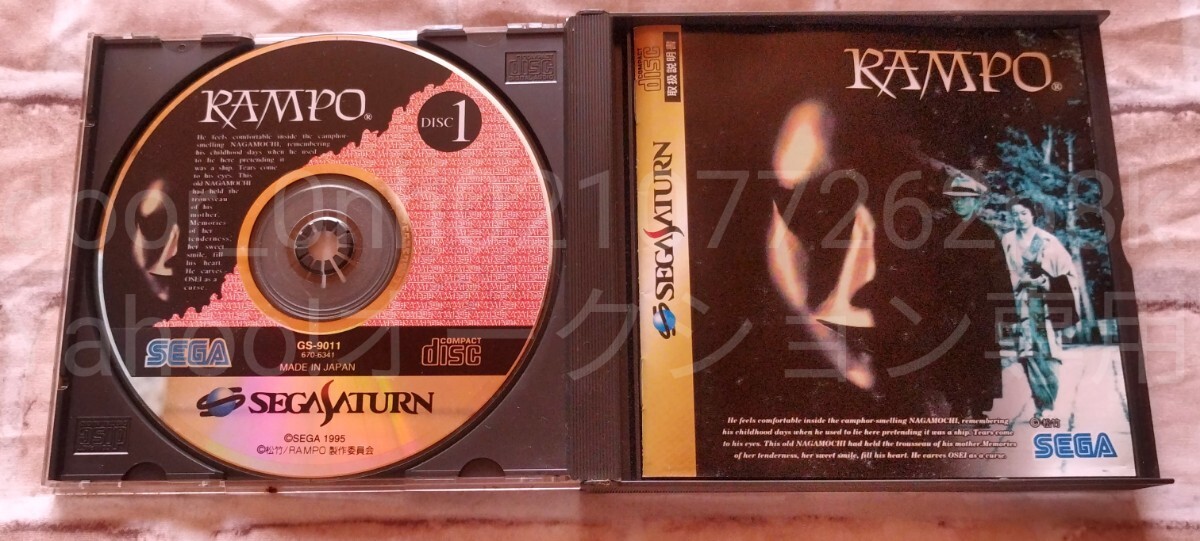 RAMPO®
DISC 1
He feels comfortable inside the camphor-
smelling NAGAMOCHI, remembering
his childhood days when he used
to lie here pretending it
was a ship. Tears come
to his eyes. This
old NAGAMOCHI
had held the
trousseau
of his
mother.
Memories
of her
tenderness,
her sweet
smile, fill
his heart.
He carves
OSEI as a
curse.
SEGA
GS-9011
670-6341
MADE IN JAPAN
COMPACT
disc
SEGA SATURN
©SEGA 1995
©松竹/RAMPO 製作委員会
COMPACT
disc
取扱説明書
SEGA SATURN
RAMPO®
He feels comfortable inside the camphor-smelling NAGAMOCHI, remembering
his childhood days when he used to lie here pretending it was a ship. Tears come
to his eyes. This old NAGAMOCHI had held the trousseau of his mother. Memories
of her tenderness, her sweet smile, fill his heart. He carves OSEI as a curse.
©松竹
SEGA